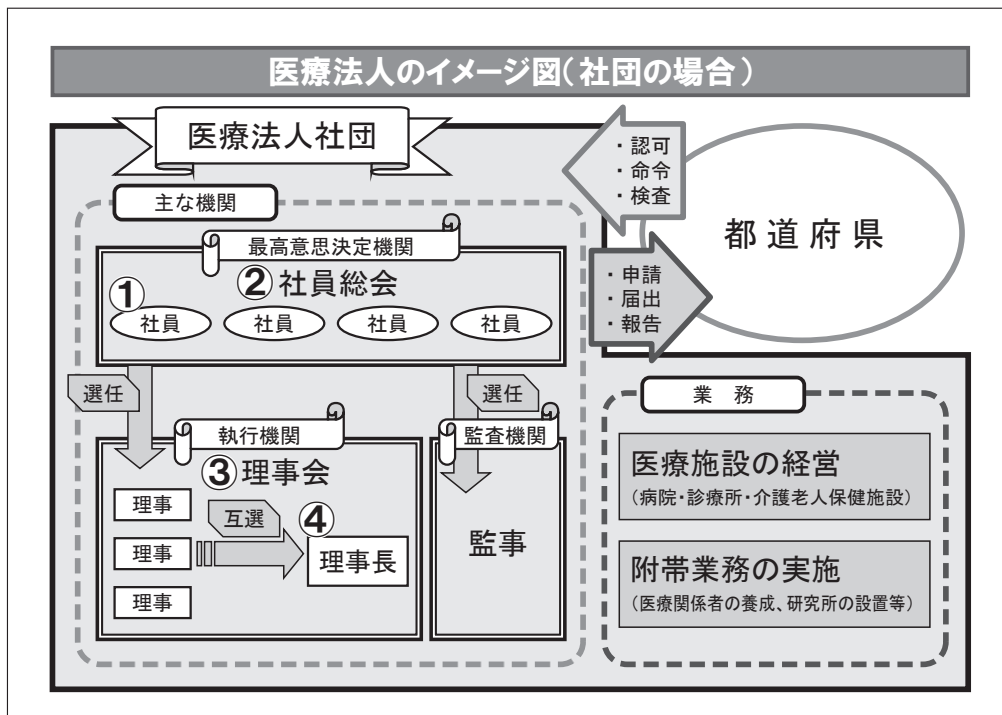 医療法人のイメージ図(社団の場合)
医療法人社団
主な機関
最高意思決定機関
②社員総会
①
社員 社員 社員 社員
選任
選任
執行機関
③理事会
理事
理事
理事
互選
④
理事長
監査機関
監事
・認可
・命令
・検査
都道府県
・申請
・届出
・報告
業務
医療施設の経営
(病院・診療所・介護老人保健施設)
附帯業務の実施
(医療関係者の養成、研究所の設置等)